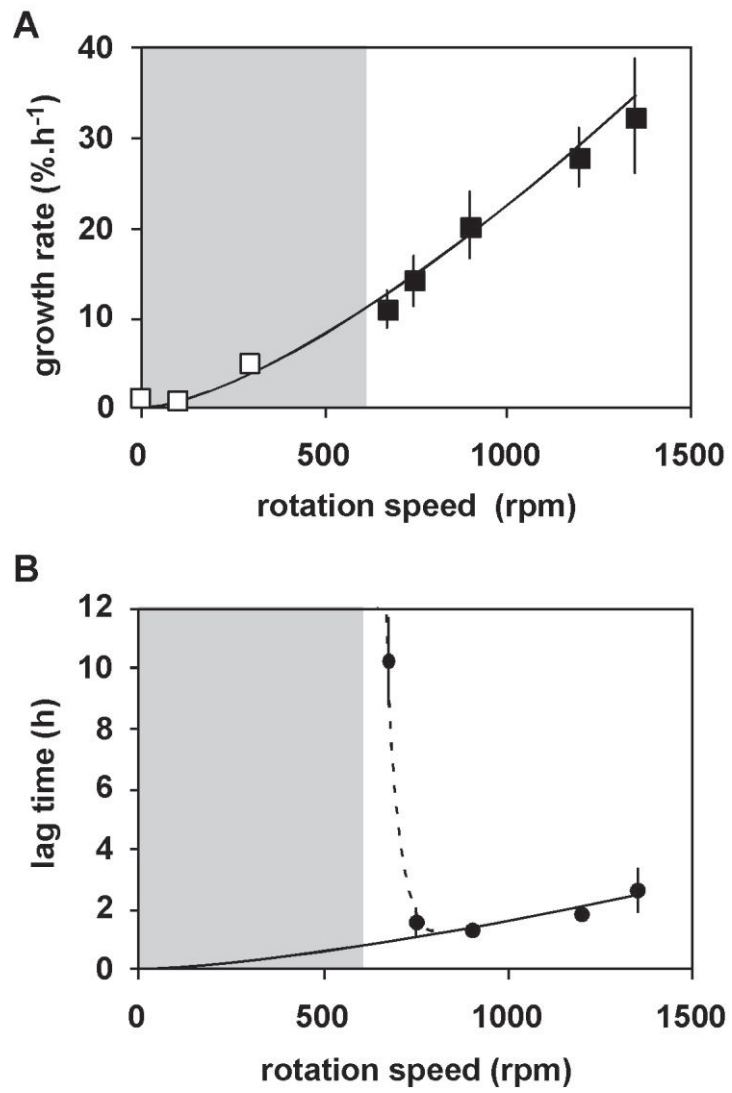 A
growth rate (%.h-1)
40
30
20
10
0
0 500 1000 1500
rotation speed (rpm)
B
lag time (h)
12
10
8
6
4
2
0
0 500 1000 1500
rotation speed (rpm)